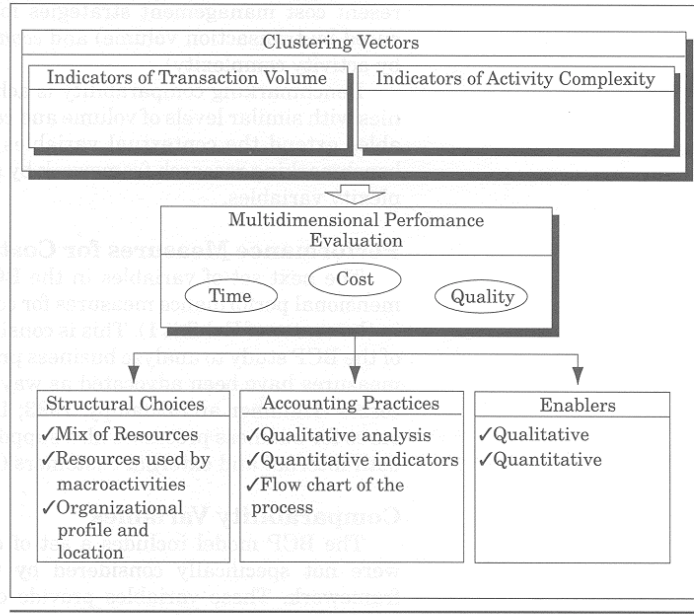 Clustering Vectors
Indicators of Transaction Volume
Indicators of Activity Complexity
Multidimensional Perfomance
Evaluation
Time
Cost
Quality
Structural Choices
✓Mix of Resources
✓Resources used by
macroactivities
✓Organizational
profile and
location
Accounting Practices
✓Qualitative analysis
✓Quantitative indicators
✓Flow chart of the
process
Enablers
✓Qualitative
✓Quantitative